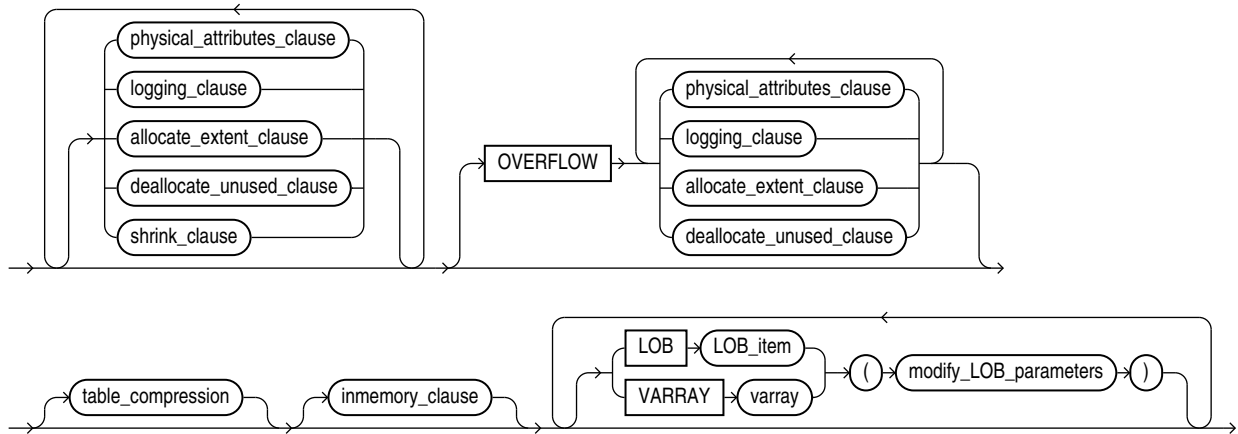 physical_attributes_clause
logging_clause
allocate_extent_clause
deallocate_unused_clause
shrink_clause
OVERFLOW
physical_attributes_clause
logging_clause
allocate_extent_clause
deallocate_unused_clause
table_compression
inmemory_clause
LOB LOB_item
VARRAY varray
( modify_LOB_parameters )